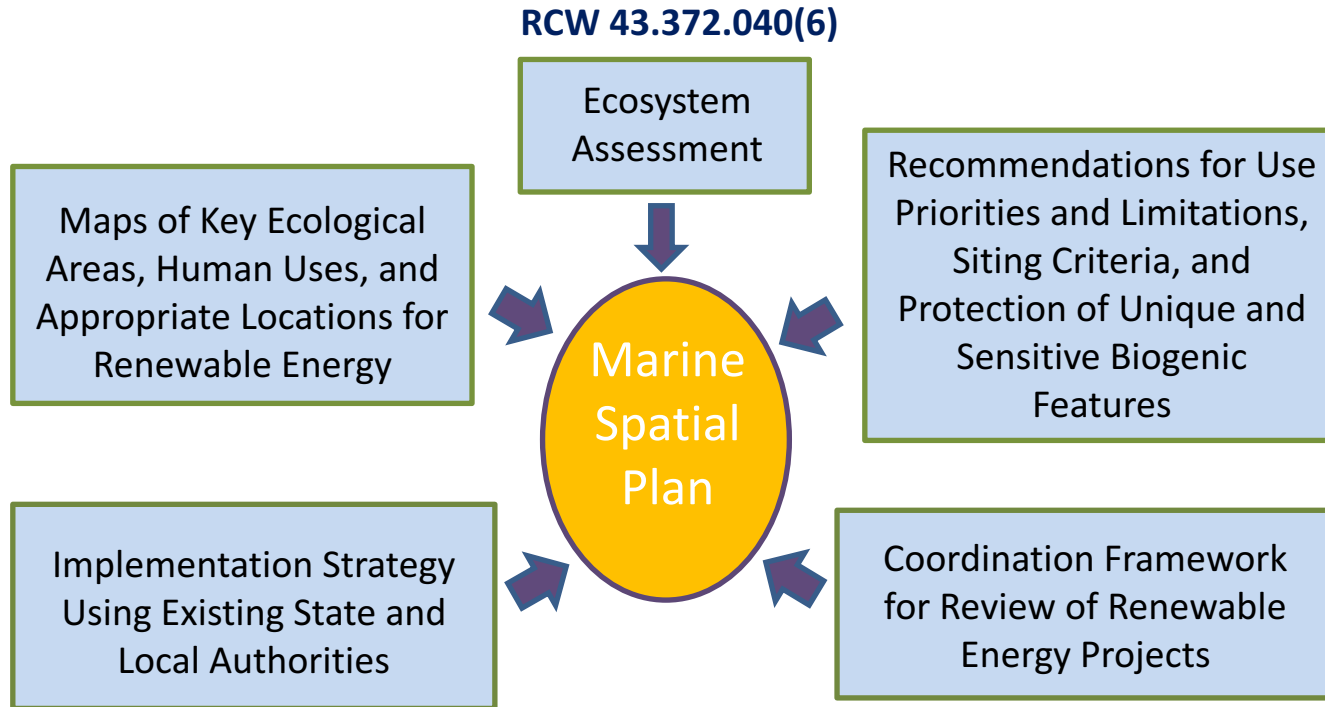 RCW 43.372.040(6)
Ecosystem
Assessment
Maps of Key Ecological
Areas, Human Uses, and
Appropriate Locations for
Renewable Energy
Recommendations for Use
Priorities and Limitations,
Siting Criteria, and
Protection of Unique and
Sensitive Biogenic
Features
Marine
Spatial
Plan
Implementation Strategy
Using Existing State and
Local Authorities
Coordination Framework
for Review of Renewable
Energy Projects